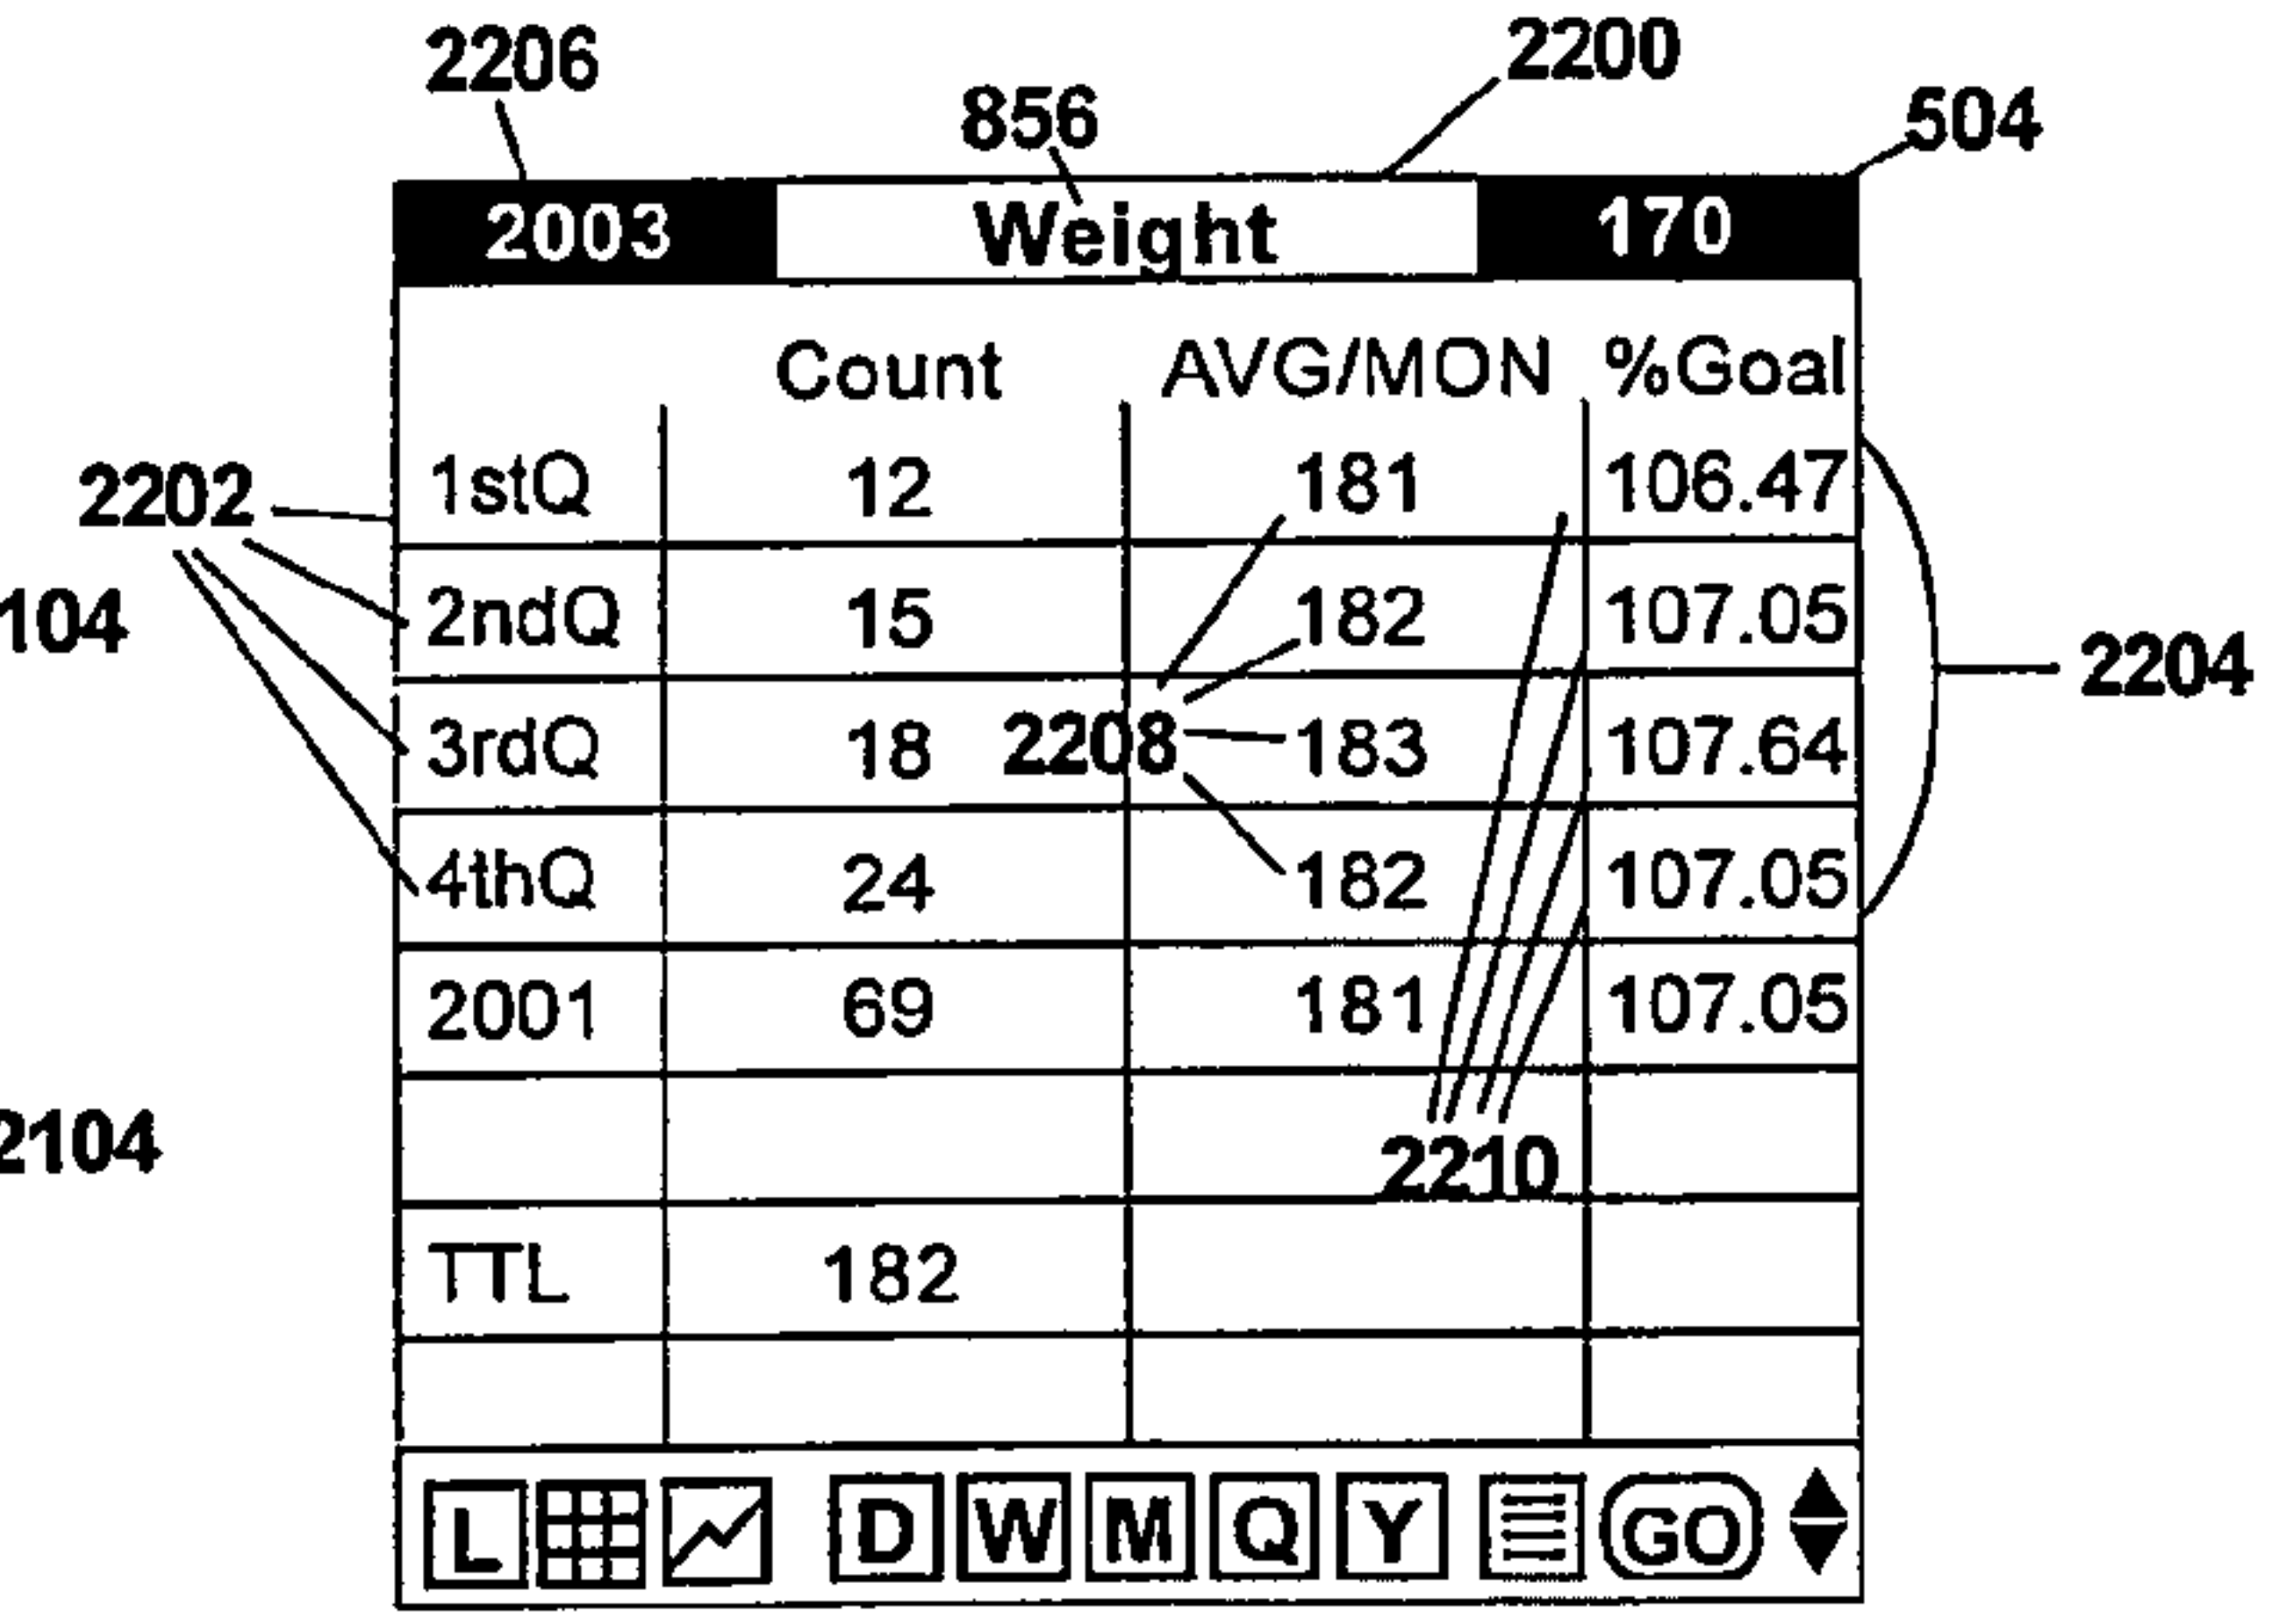 2206 2200
856 504
2003 Weight 170
Count AVG/MON %Goal
1stQ 12 181 106.47
2202
2ndQ 15 182 107.05
104
2204
3rdQ 18 2208 183 107.64
4thQ 24 182 107.05
2001 69 181 107.05
2104 2210
TTL 182
L D W M Q Y GO